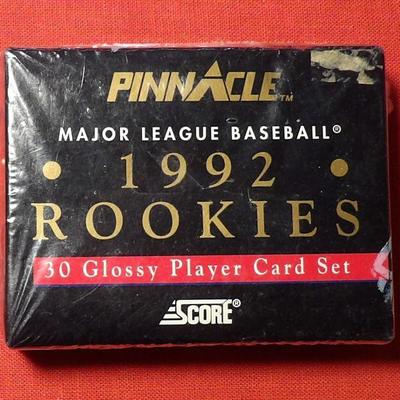 PINNACLE™
MAJOR LEAGUE BASEBALL®
• 1992 •
ROOKIES
30 Glossy Player Card Set
SCORE®